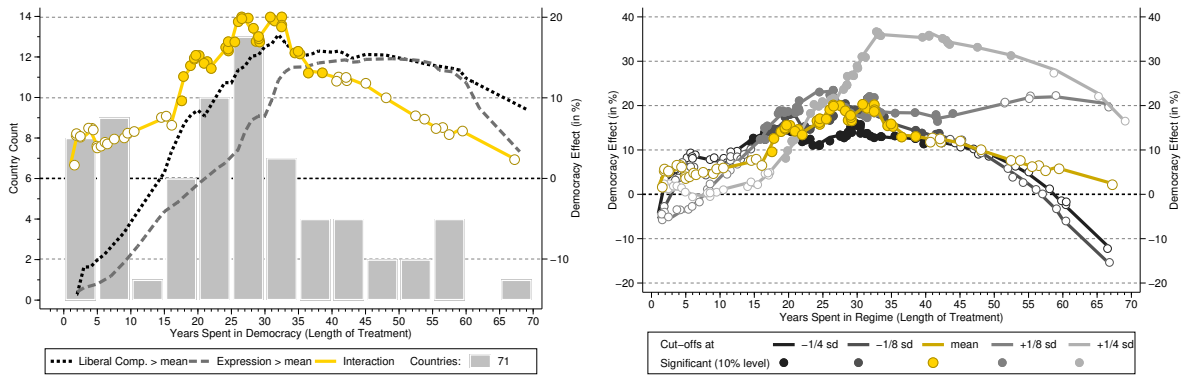 14
12
10
8
6
4
2
0
Country Count
20
10
0
−10
Democracy Effect (in %)
0 5 10 15 20 25 30 35 40 45 50 55 60 65 70
Years Spent in Democracy (Length of Treatment)
Liberal Comp. > mean Expression > mean Interaction Countries: 71
40
30
20
10
0
−10
−20
Democracy Effect (in %)
40
30
20
10
0
−10
−20
Democracy Effect (in %)
0 5 10 15 20 25 30 35 40 45 50 55 60 65 70
Years Spent in Regime (Length of Treatment)
Cut−offs at −1/4 sd −1/8 sd mean +1/8 sd +1/4 sd
Significant (10% level)